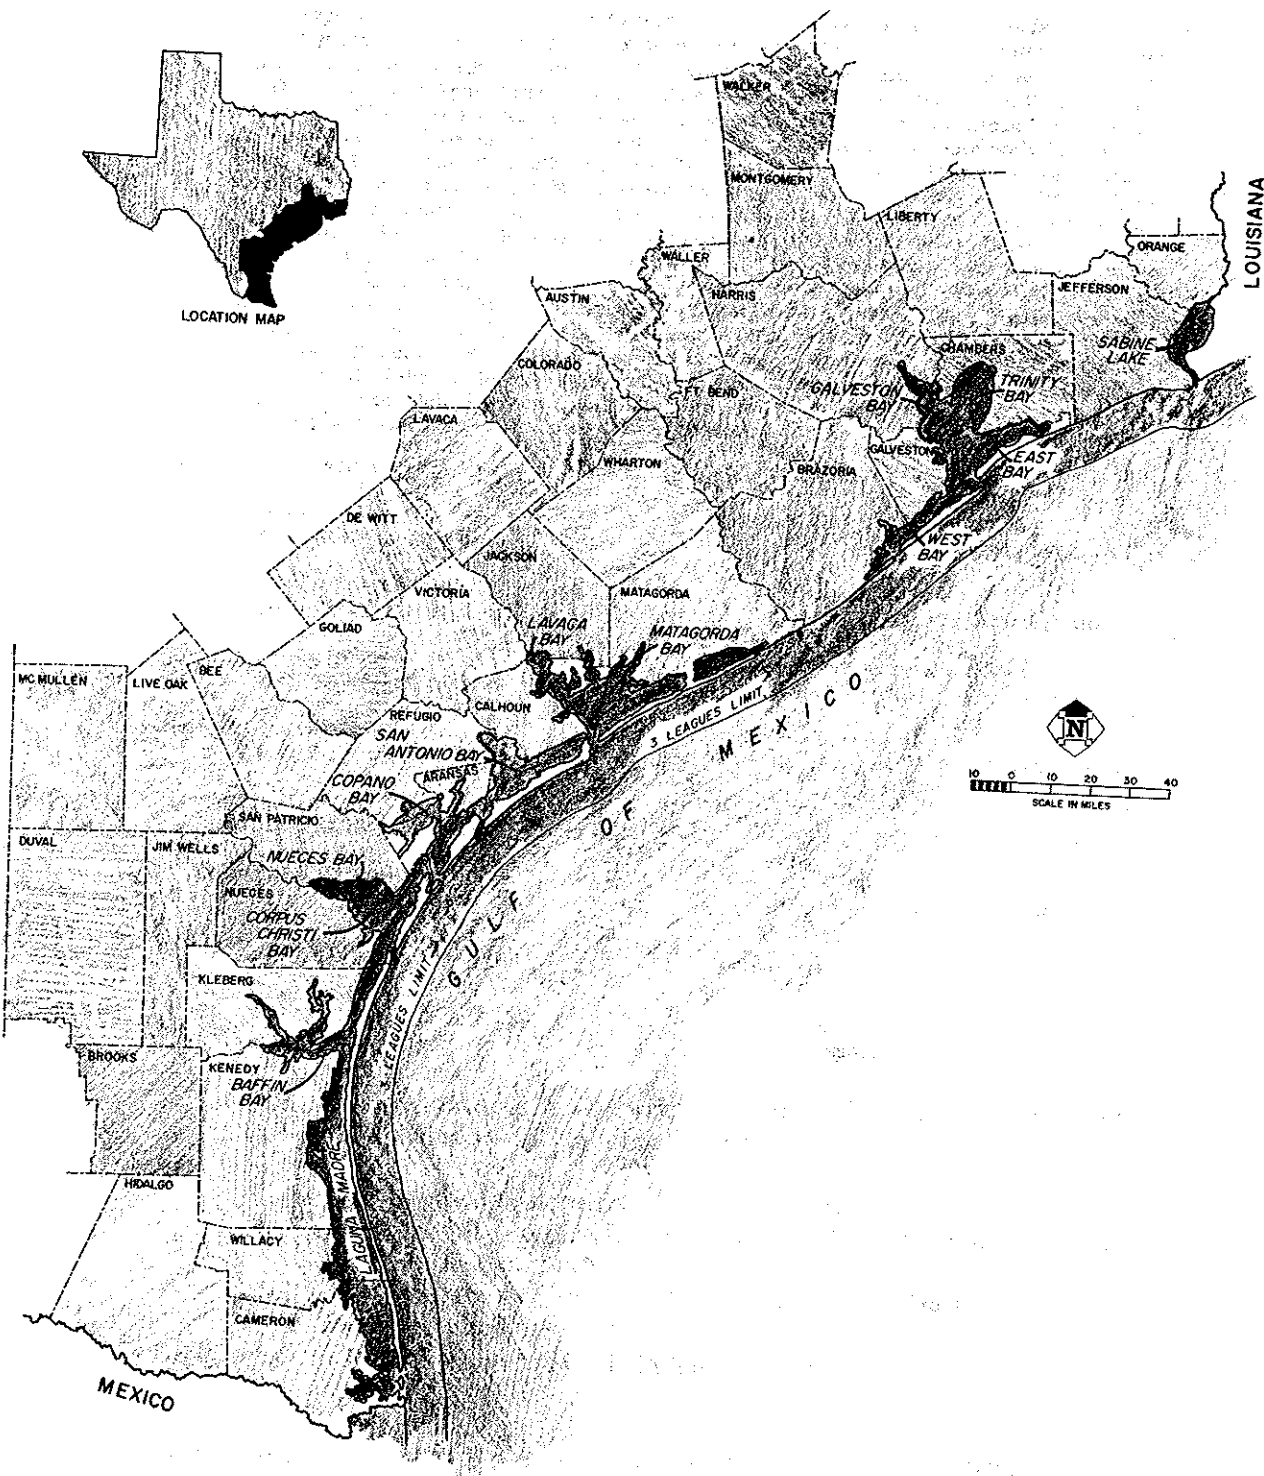 WALKER
MONTGOMERY
LIBERTY
LOUISIANA
ORANGE
WALLER
JEFFERSON
HARRIS
AUSTIN
LOCATION MAP
SABINE
LAKE
CHAMBERS
COLORADO
TRINITY
BAY
GALVESTON
BAY
FT. BEND
LAVACA
GALVESTON
EAST
BAY
WHARTON
BRAZORIA
DE WITT
WEST
BAY
JACKSON
VICTORIA
MATAGORDA
GOLIAD
LAVACA
BAY
MATAGORDA
BAY
BEE
MC MULLEN
LIVE OAK
CALHOUN
REFUGIO
3 LEAGUES LIMIT
GULF OF MEXICO
N
SAN
ANTONIO BAY
ARANSAS
COPANO
BAY
10 0 10 20 30 40
SCALE IN MILES
SAN PATRICIO
DUVAL
JIM WELLS
NUECES BAY
NUECES
CORPUS
CHRISTI
BAY
3 LEAGUES LIMIT
KLEBERG
BROOKS
KENEDY
BAFFIN
BAY
LAGUNA MADRE
HIDALGO
WILLACY
CAMERON
MEXICO